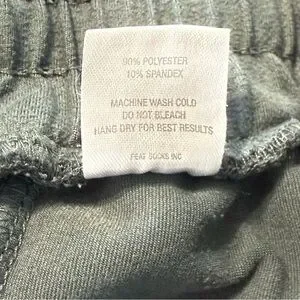 90% POLYESTER
10% SPANDEX
MACHINE WASH COLD
DO NOT BLEACH
HANG DRY FOR BEST RESULTS
FEAT SOCKS INC